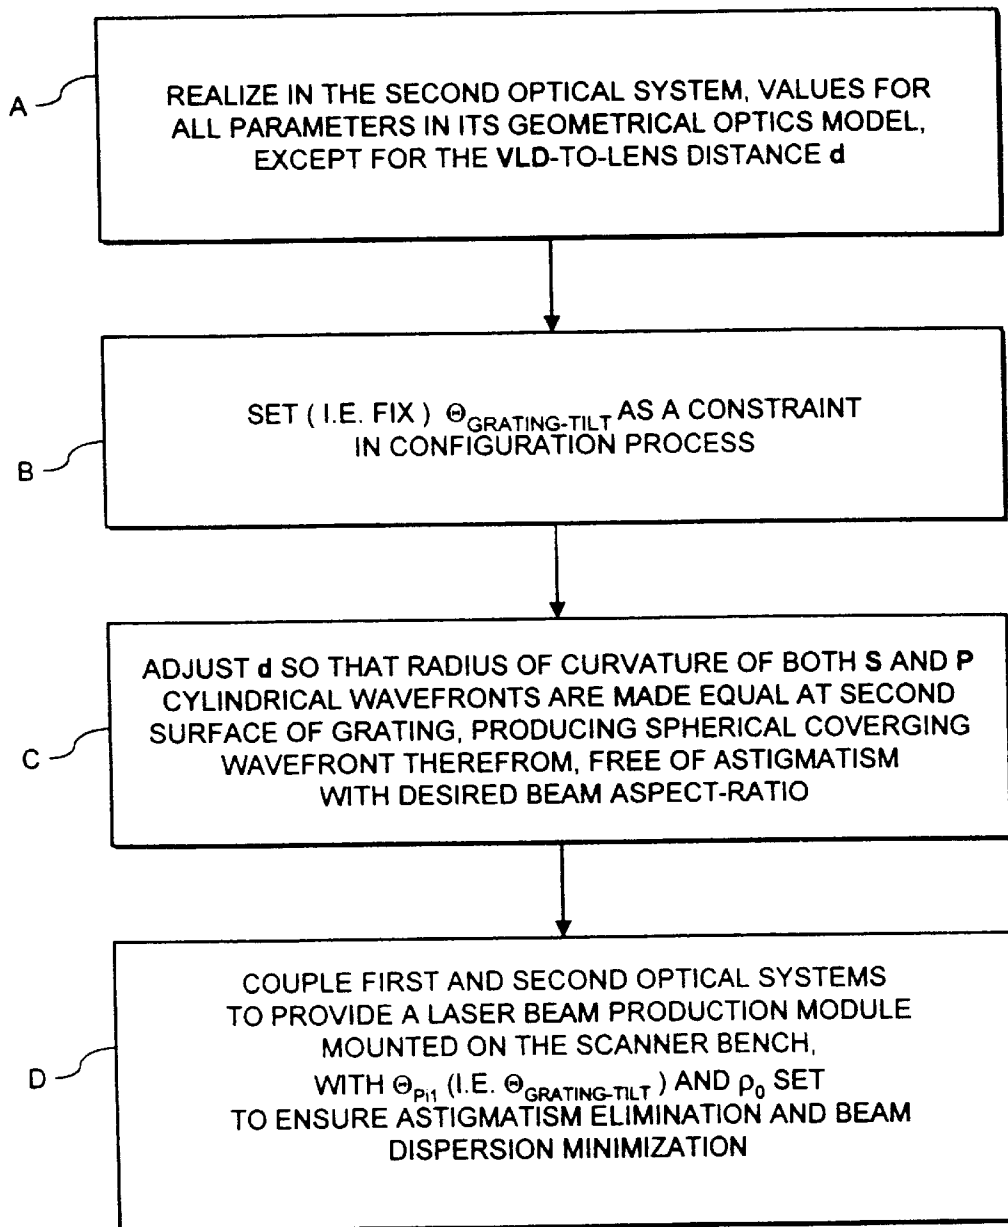 A
REALIZE IN THE SECOND OPTICAL SYSTEM, VALUES FOR
ALL PARAMETERS IN ITS GEOMETRICAL OPTICS MODEL,
EXCEPT FOR THE VLD-TO-LENS DISTANCE d
B
SET ( I.E. FIX ) Θ_GRATING-TILT AS A CONSTRAINT
IN CONFIGURATION PROCESS
C
ADJUST d SO THAT RADIUS OF CURVATURE OF BOTH S AND P
CYLINDRICAL WAVEFRONTS ARE MADE EQUAL AT SECOND
SURFACE OF GRATING, PRODUCING SPHERICAL COVERGING
WAVEFRONT THEREFROM, FREE OF ASTIGMATISM
WITH DESIRED BEAM ASPECT-RATIO
D
COUPLE FIRST AND SECOND OPTICAL SYSTEMS
TO PROVIDE A LASER BEAM PRODUCTION MODULE
MOUNTED ON THE SCANNER BENCH,
WITH Θ_Pi1 (I.E. Θ_GRATING-TILT ) AND ρ_0 SET
TO ENSURE ASTIGMATISM ELIMINATION AND BEAM
DISPERSION MINIMIZATION